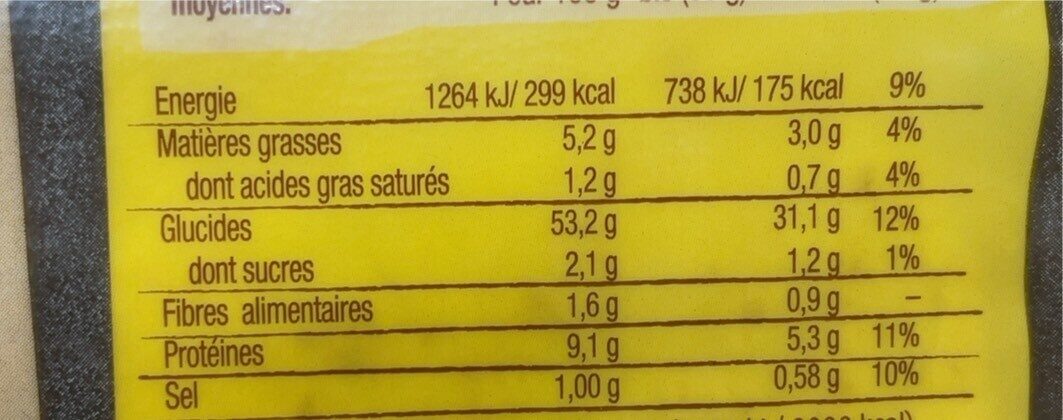 moyennes.
Energie 1264 kJ/ 299 kcal 738 kJ/ 175 kcal 9%
Matières grasses 5,2 g 3,0 g 4%
dont acides gras saturés 1,2 g 0,7 g 4%
Glucides 53,2 g 31,1 g 12%
dont sucres 2,1 g 1,2 g 1%
Fibres alimentaires 1,6 g 0,9 g –
Protéines 9,1 g 5,3 g 11%
Sel 1,00 g 0,58 g 10%